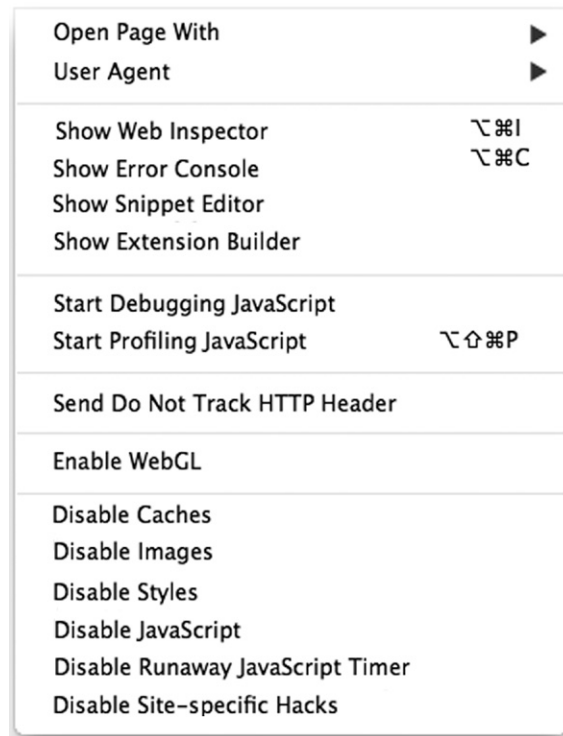 Open Page With ▶
User Agent ▶
Show Web Inspector ⌥⌘I
Show Error Console ⌥⌘C
Show Snippet Editor
Show Extension Builder
Start Debugging JavaScript
Start Profiling JavaScript ⌥⇧⌘P
Send Do Not Track HTTP Header
Enable WebGL
Disable Caches
Disable Images
Disable Styles
Disable JavaScript
Disable Runaway JavaScript Timer
Disable Site-specific Hacks